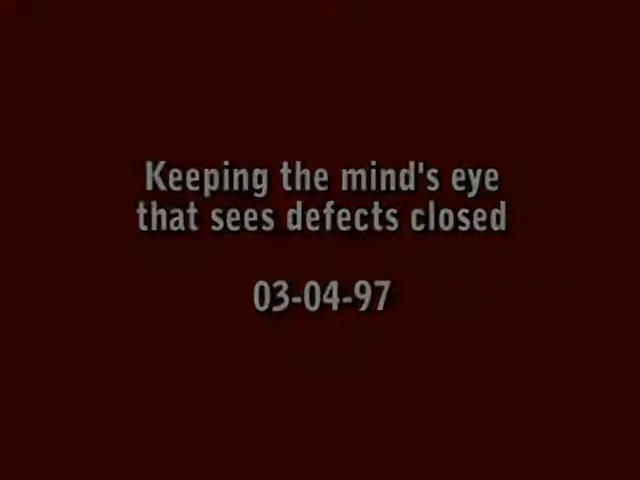 Keeping the mind's eye
that sees defects closed
03-04-97